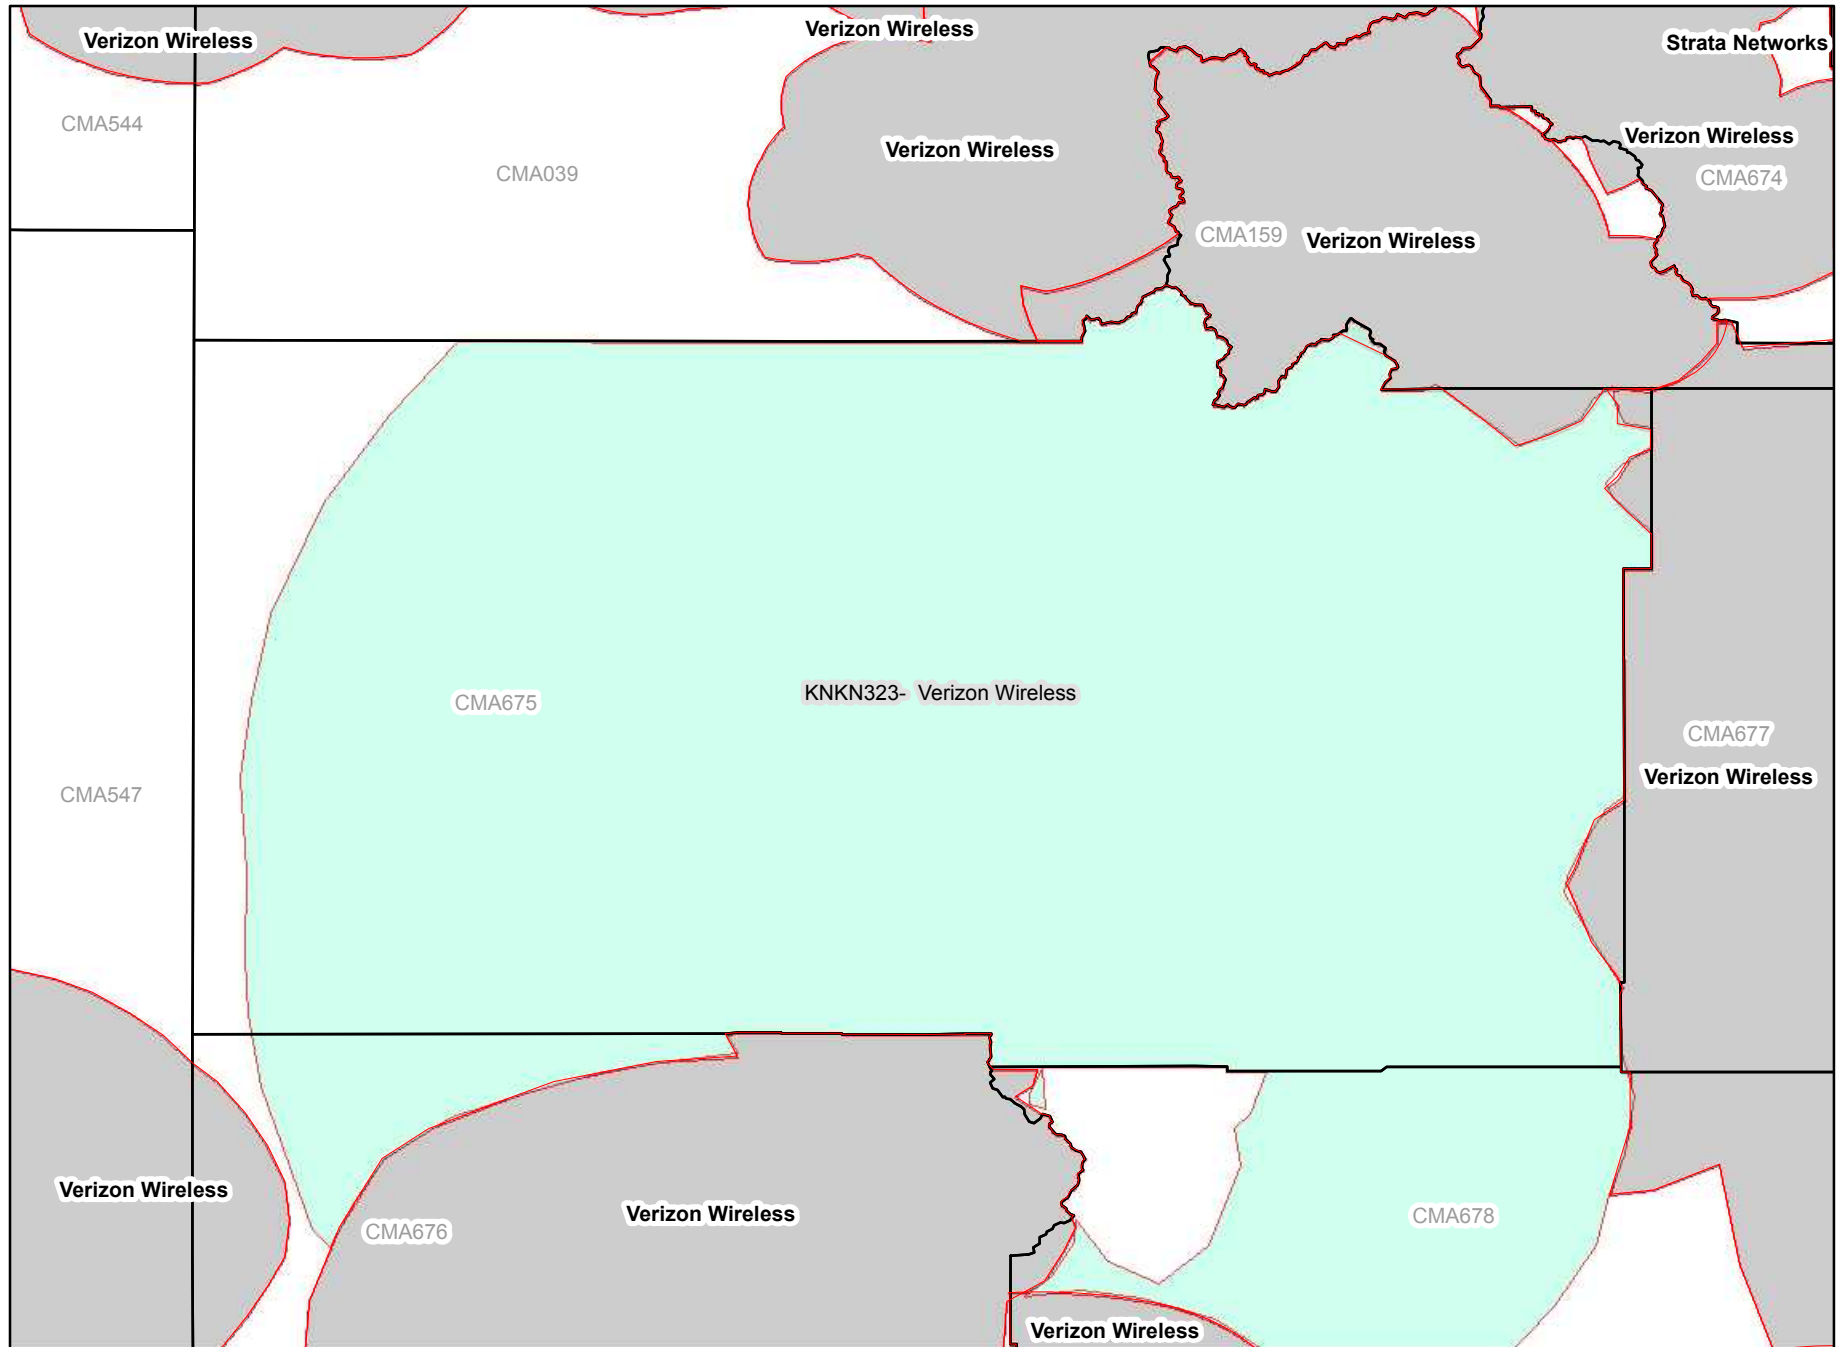 Verizon Wireless
Verizon Wireless
Strata Networks
CMA544
Verizon Wireless
Verizon Wireless
CMA039
CMA674
CMA159
Verizon Wireless
CMA675
KNKN323- Verizon Wireless
CMA677
Verizon Wireless
CMA547
Verizon Wireless
CMA676
Verizon Wireless
CMA678
Verizon Wireless